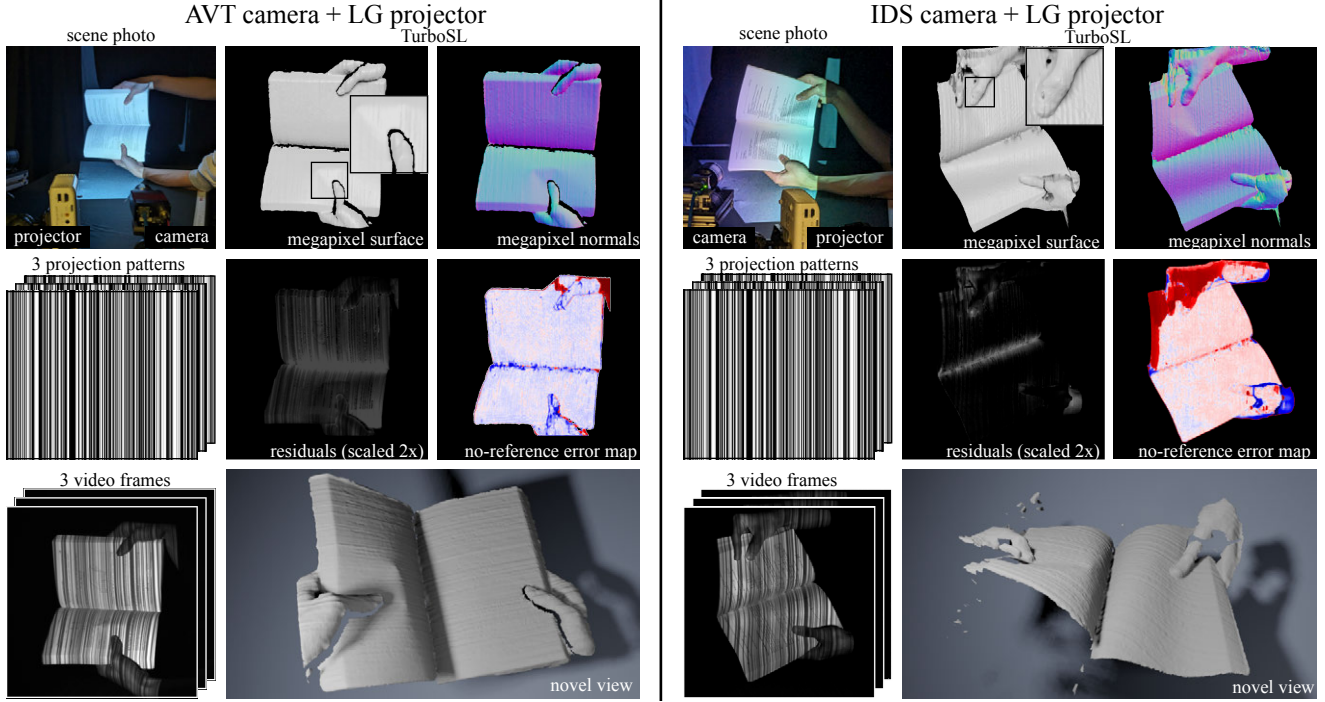 AVT camera + LG projector
scene photo
TurboSL
projector
camera
megapixel surface
megapixel normals
3 projection patterns
residuals (scaled 2x)
no-reference error map
3 video frames
novel view
IDS camera + LG projector
scene photo
TurboSL
camera
projector
megapixel surface
megapixel normals
3 projection patterns
residuals (scaled 2x)
no-reference error map
3 video frames
novel view